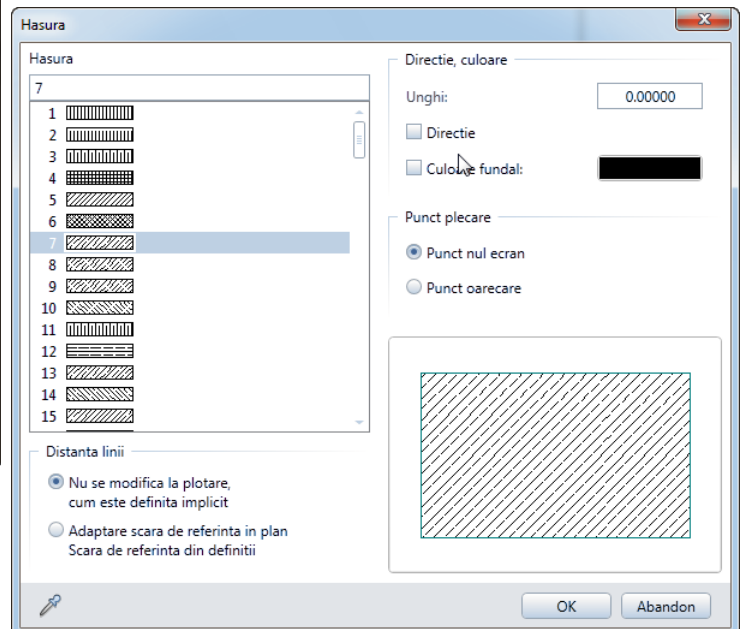 Hasura
Hasura
7
1
2
3
4
5
6
7
8
9
10
11
12
13
14
15
Distanta linii
Nu se modifica la plotare,
cum este definita implicit
Adaptare scara de referinta in plan
Scara de referinta din definitii
Directie, culoare
Unghi: 0.00000
Directie
Culoare fundal:
Punct plecare
Punct nul ecran
Punct oarecare
OK Abandon